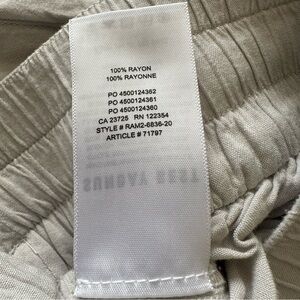 100% RAYON
100% RAYONNE
PO 4500124362
PO 4500124361
PO 4500124360
CA 23725 RN 122354
STYLE # RAM2-6836-20
ARTICLE # 71797